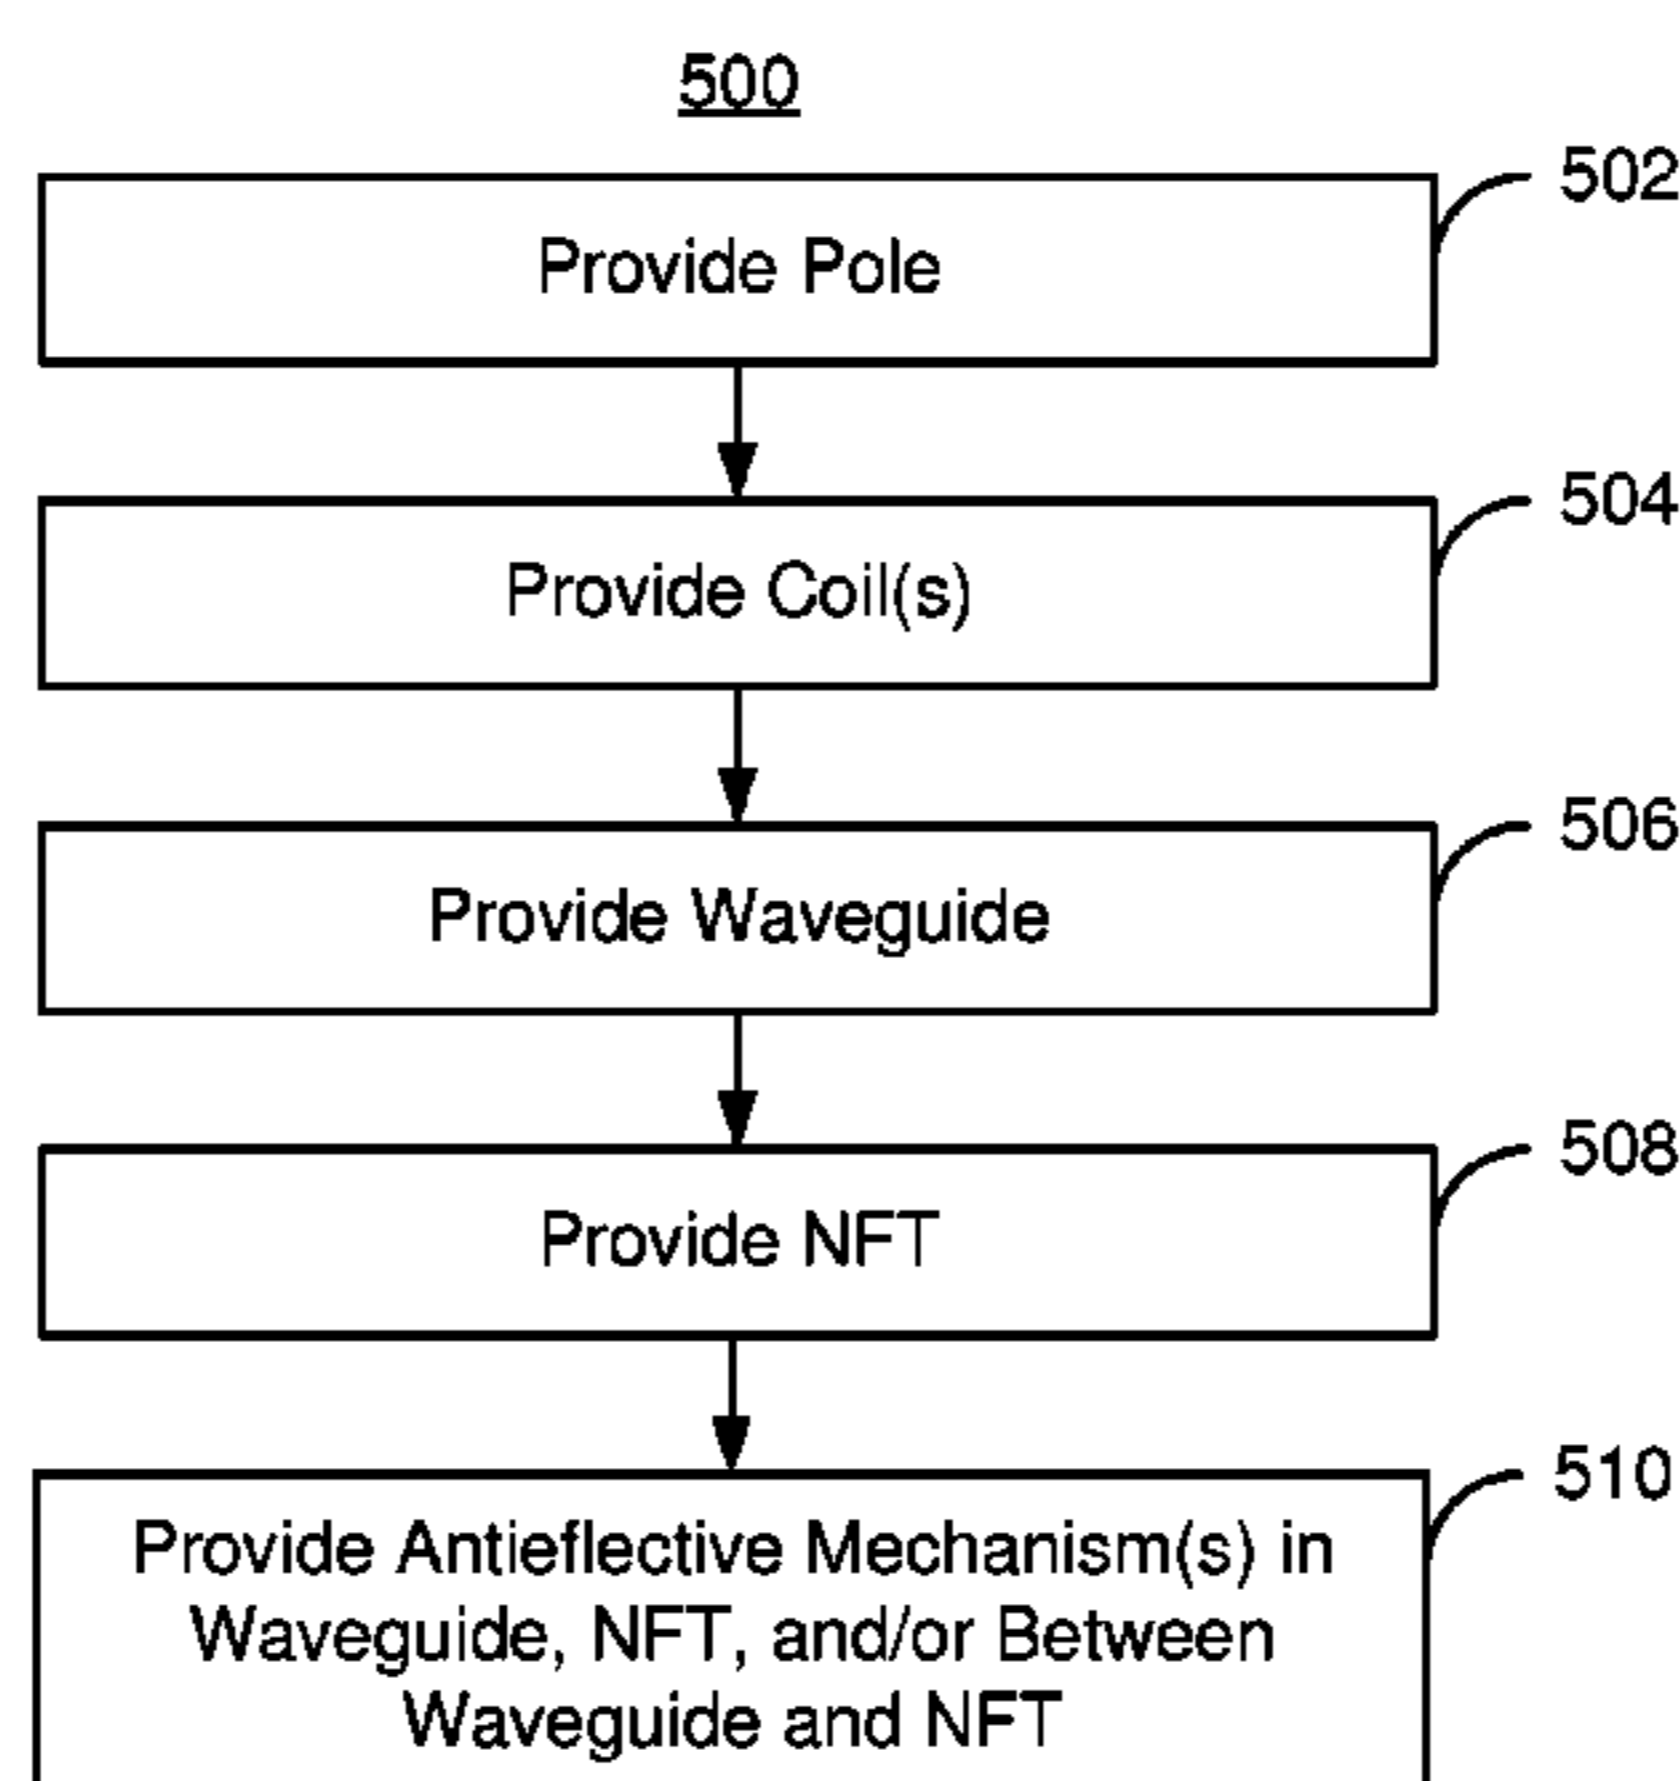 500
502
Provide Pole
504
Provide Coil(s)
506
Provide Waveguide
508
Provide NFT
510
Provide Antieflective Mechanism(s) in
Waveguide, NFT, and/or Between
Waveguide and NFT